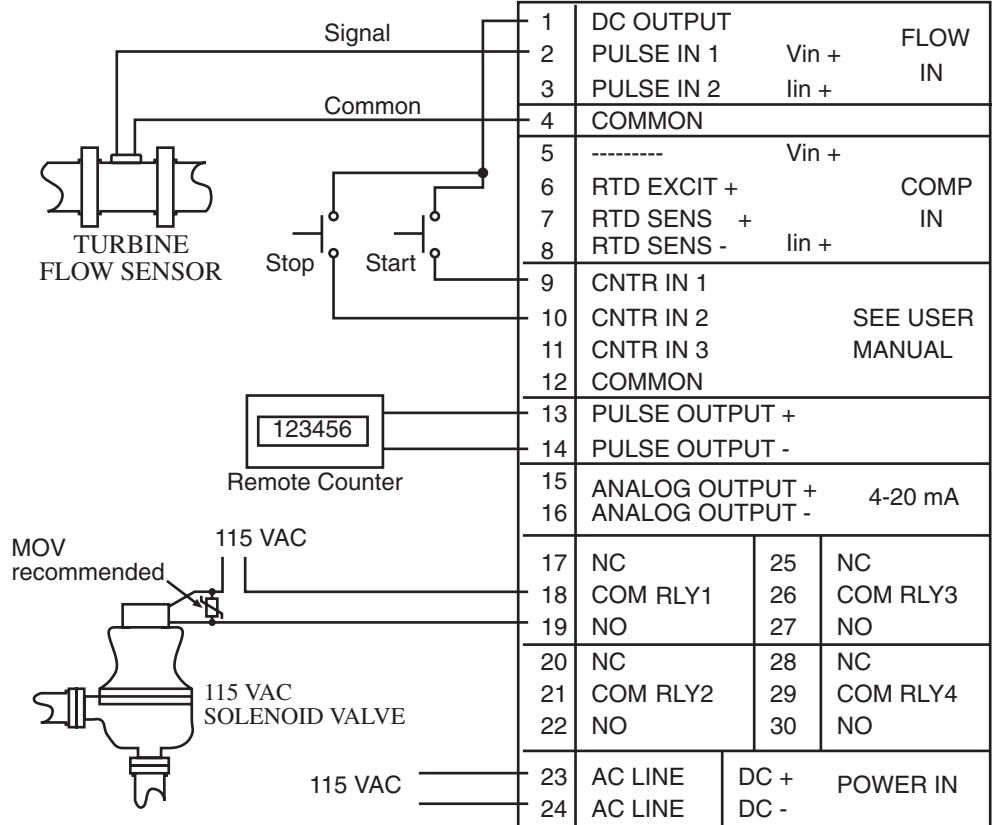 Signal
Common
TURBINE
FLOW SENSOR
Stop
Start
123456
Remote Counter
115 VAC
MOV
recommended
115 VAC
SOLENOID VALVE
115 VAC
1 DC OUTPUT
FLOW
2 PULSE IN 1 Vin +
IN
3 PULSE IN 2 Iin +
4 COMMON
5 --------- Vin +
6 RTD EXCIT + COMP
7 RTD SENS + IN
8 RTD SENS - Iin +
9 CNTR IN 1
10 CNTR IN 2 SEE USER
11 CNTR IN 3 MANUAL
12 COMMON
13 PULSE OUTPUT +
14 PULSE OUTPUT -
15 ANALOG OUTPUT + 4-20 mA
16 ANALOG OUTPUT -
17 NC 25 NC
18 COM RLY1 26 COM RLY3
19 NO 27 NO
20 NC 28 NC
21 COM RLY2 29 COM RLY4
22 NO 30 NO
23 AC LINE DC + POWER IN
24 AC LINE DC -